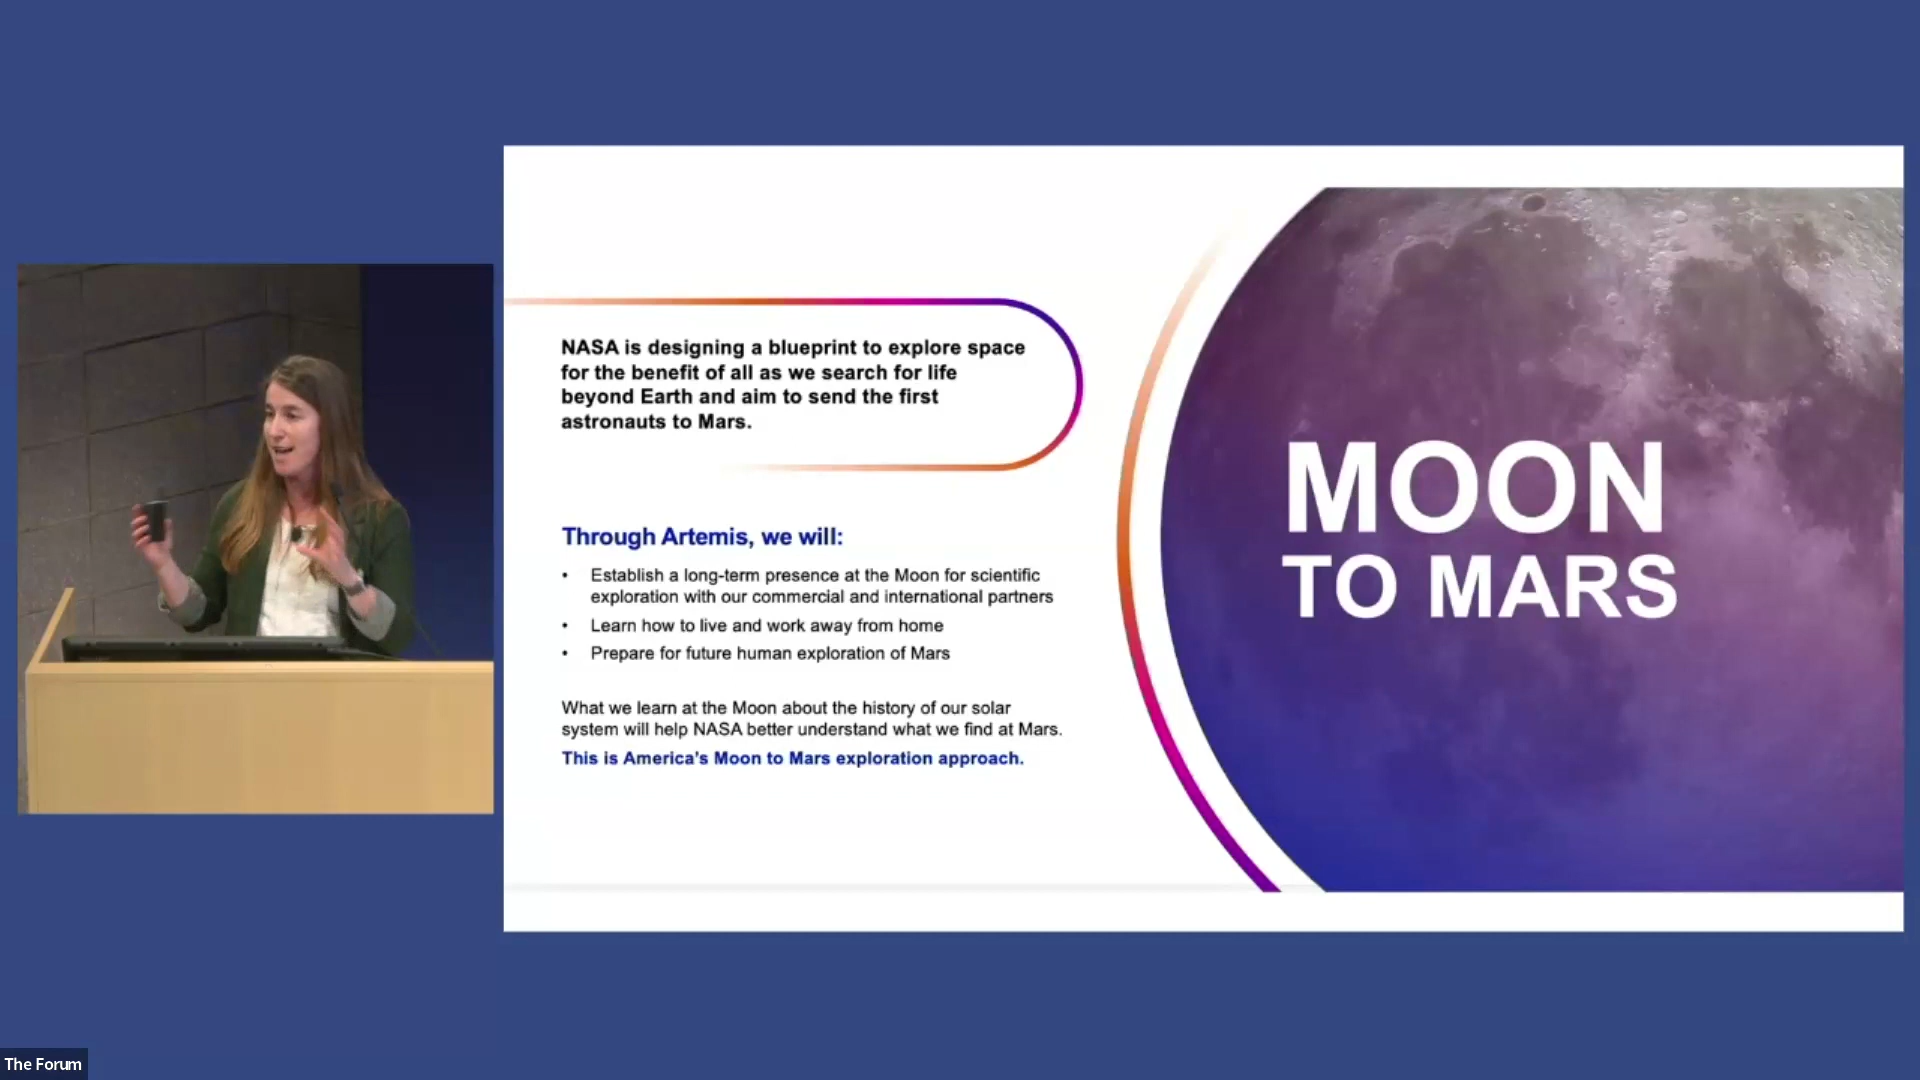 NASA is designing a blueprint to explore space
for the benefit of all as we search for life
beyond Earth and aim to send the first
astronauts to Mars.
Through Artemis, we will:
• Establish a long-term presence at the Moon for scientific
exploration with our commercial and international partners
• Learn how to live and work away from home
• Prepare for future human exploration of Mars
What we learn at the Moon about the history of our solar
system will help NASA better understand what we find at Mars.
This is America's Moon to Mars exploration approach.
MOON
TO MARS
The Forum